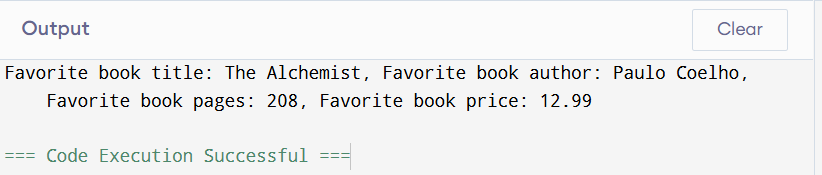 Output
Clear
Favorite book title: The Alchemist, Favorite book author: Paulo Coelho,
Favorite book pages: 208, Favorite book price: 12.99
=== Code Execution Successful ===